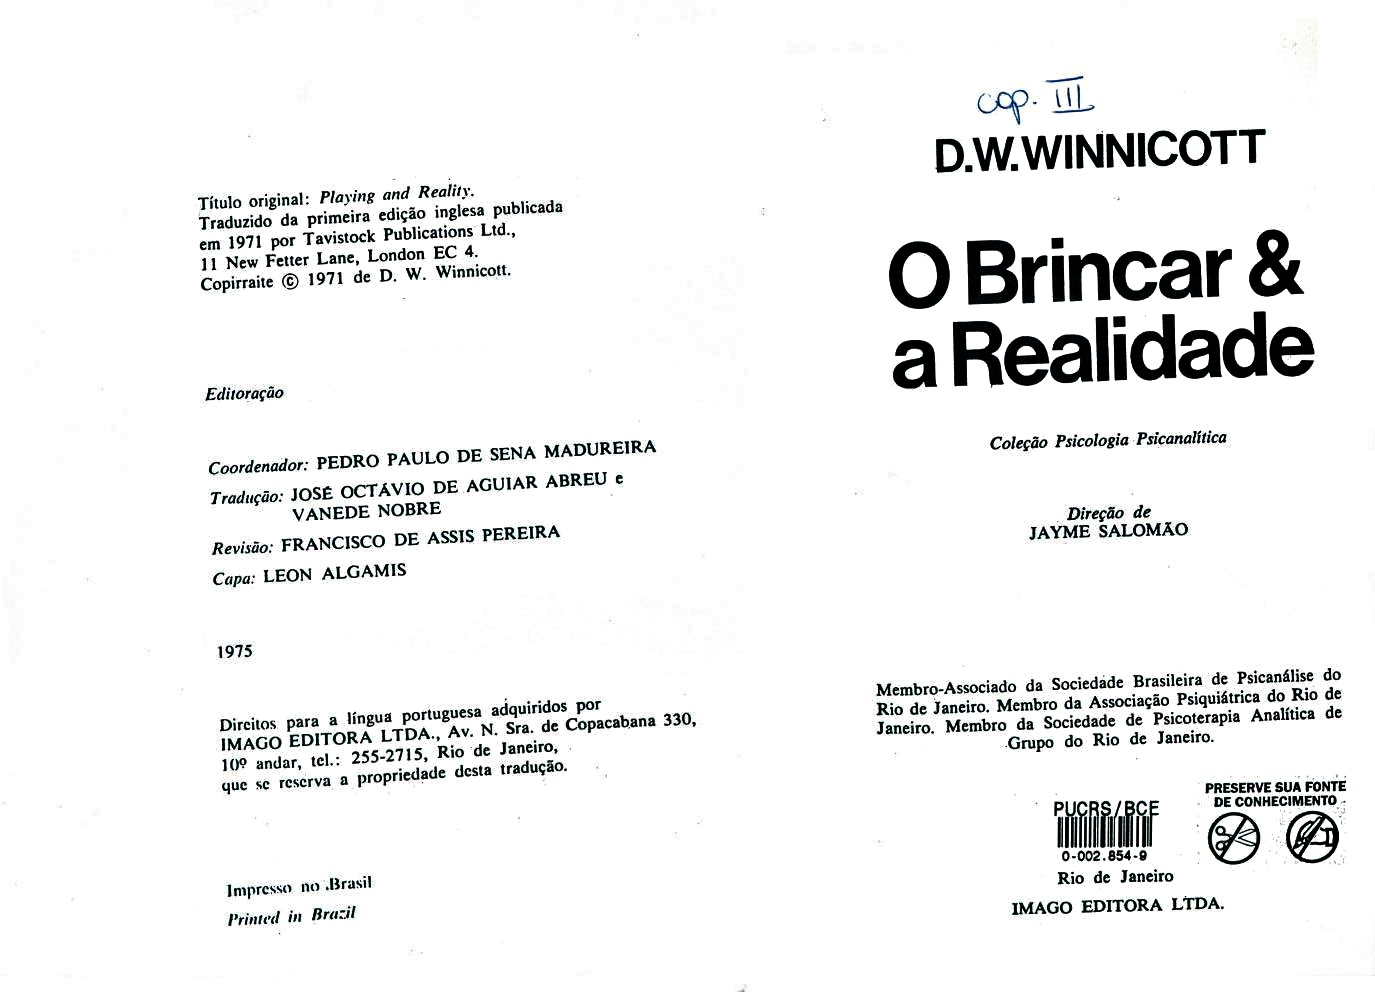 Título original: Playing and Reality.
Traduzido da primeira edição inglesa publicada
em 1971 por Tavistock Publications Ltd.,
11 New Fetter Lane, London EC 4.
Copirraite © 1971 de D. W. Winnicott.
Editoração
Coordenador: PEDRO PAULO DE SENA MADUREIRA
Tradução: JOSÉ OCTÁVIO DE AGUIAR ABREU e
VANEDE NOBRE
Revisão: FRANCISCO DE ASSIS PEREIRA
Capa: LEON ALGAMIS
1975
Direitos para a língua portuguesa adquiridos por
IMAGO EDITORA LTDA., Av. N. Sra. de Copacabana 330,
10º andar, tel.: 255-2715, Rio de Janeiro,
que se reserva a propriedade desta tradução.
Impresso no Brasil
Printed in Brazil
cap. III
D.W.WINNICOTT
O Brincar &
a Realidade
Coleção Psicologia Psicanalítica
Direção de
JAYME SALOMÃO
Membro-Associado da Sociedade Brasileira de Psicanálise do
Rio de Janeiro. Membro da Associação Psiquiátrica do Rio de
Janeiro. Membro da Sociedade de Psicoterapia Analítica de
Grupo do Rio de Janeiro.
PRESERVE SUA FONTE
DE CONHECIMENTO
PUCRS/BCE
0-002.854-9
Rio de Janeiro
IMAGO EDITORA LTDA.